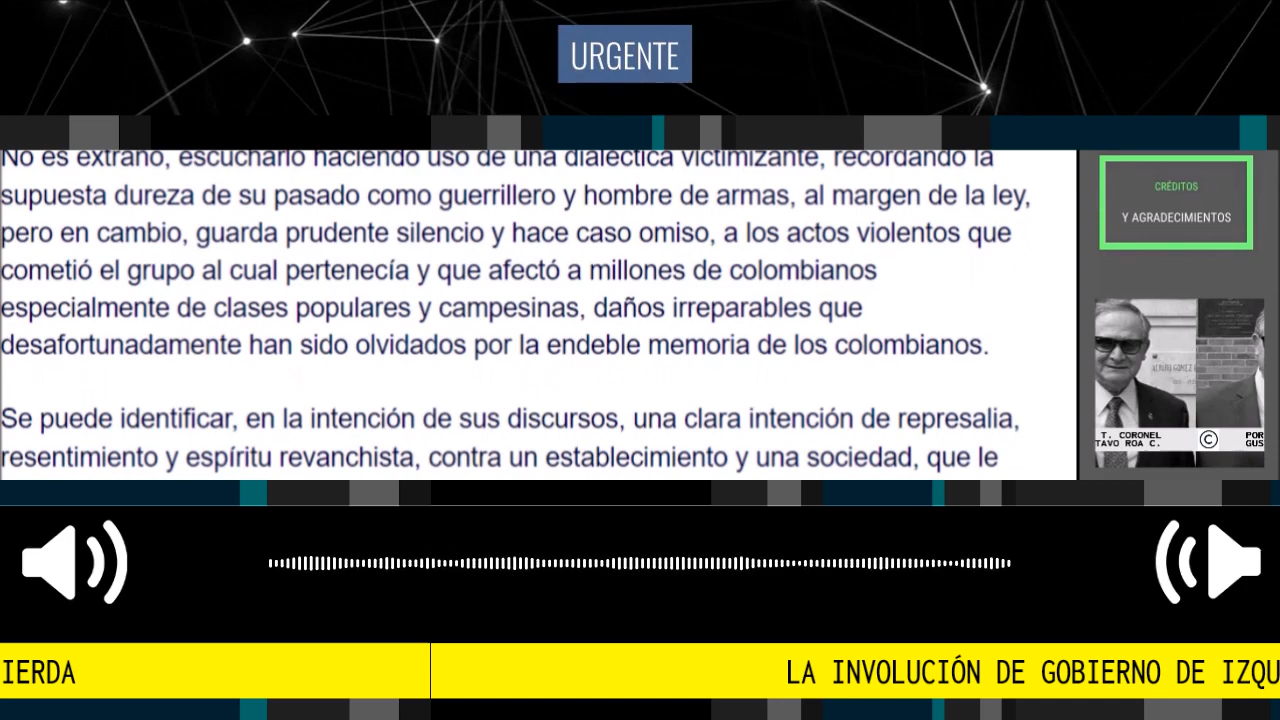 URGENTE
No es extraño, escucharlo haciendo uso de una dialéctica victimizante, recordando la
supuesta dureza de su pasado como guerrillero y hombre de armas, al margen de la ley,
pero en cambio, guarda prudente silencio y hace caso omiso, a los actos violentos que
cometió el grupo al cual pertenecía y que afectó a millones de colombianos
especialmente de clases populares y campesinas, daños irreparables que
desafortunadamente han sido olvidados por la endeble memoria de los colombianos.
Se puede identificar, en la intención de sus discursos, una clara intención de represalia,
resentimiento y espíritu revanchista, contra un establecimiento y una sociedad, que le
CRÉDITOS
Y AGRADECIMIENTOS
T. CORONEL
TAVO ROA C.
©
POR
GUS
IERDA
LA INVOLUCIÓN DE GOBIERNO DE IZQU